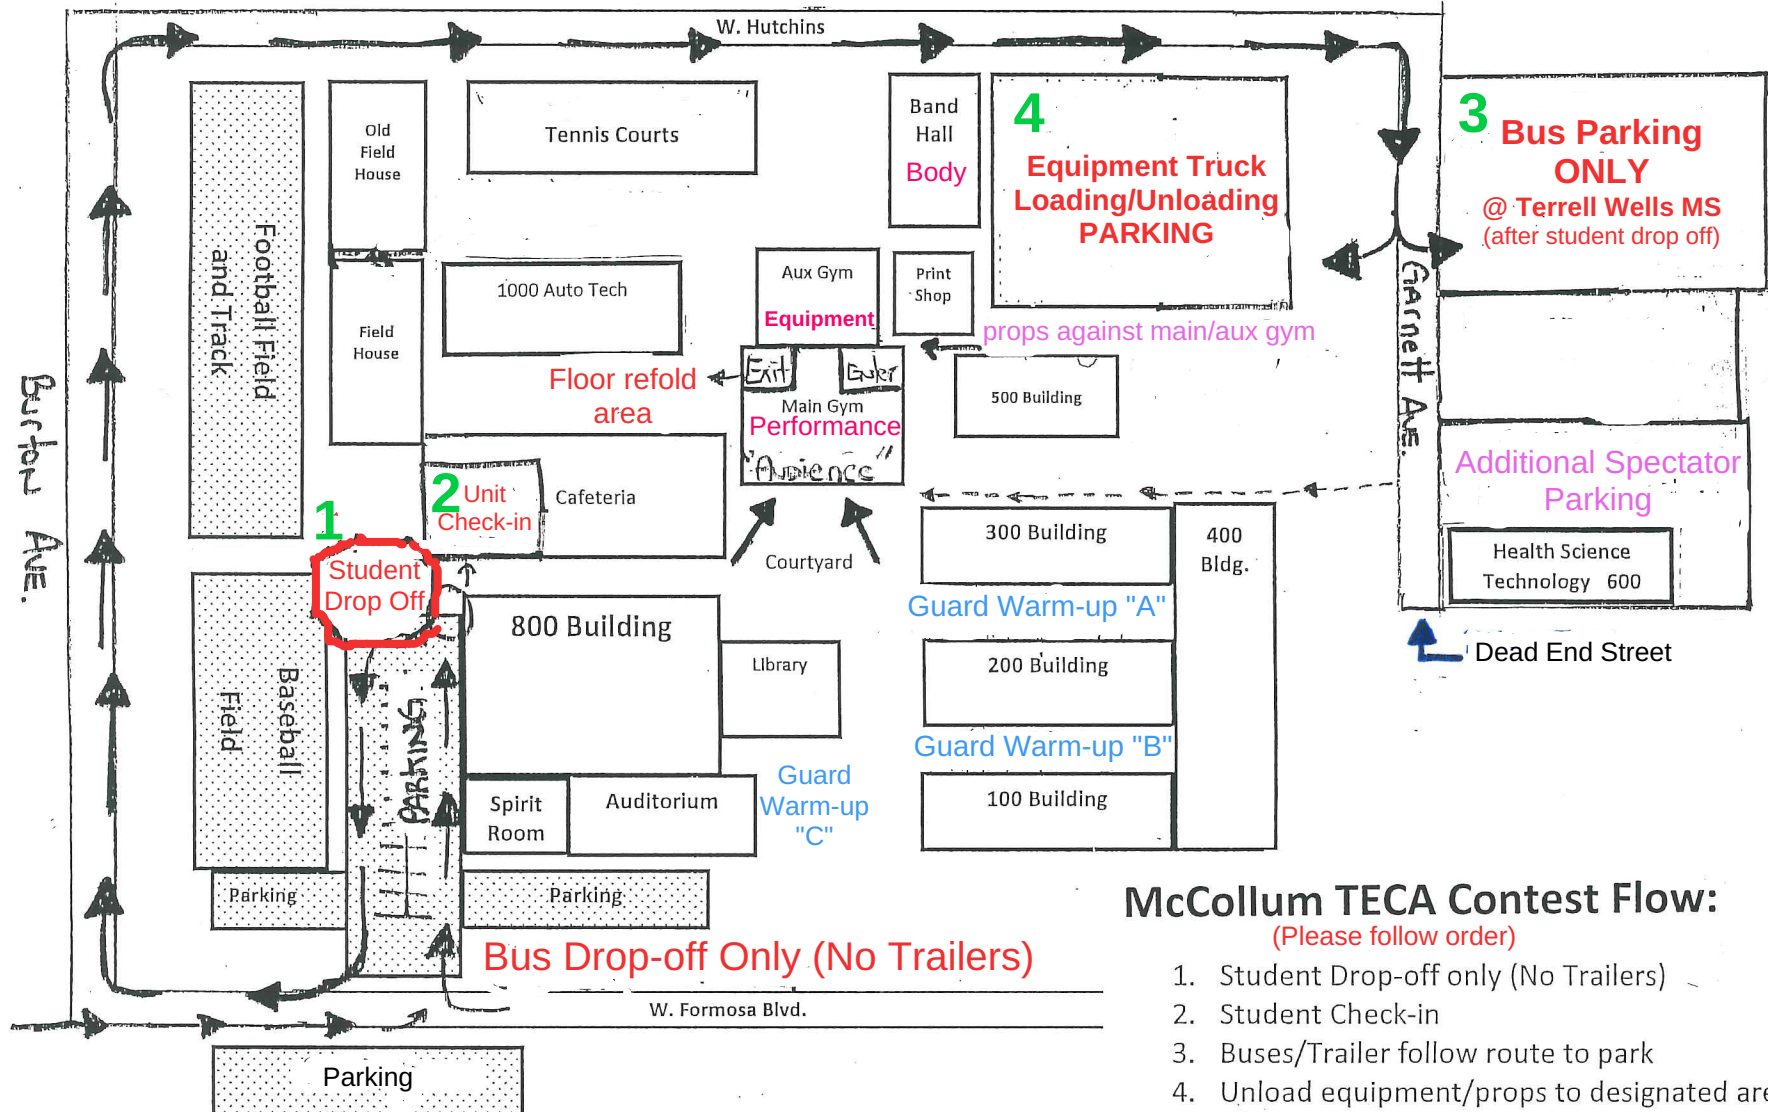 W. Hutchins
Old
Field
House
Tennis Courts
Band
Hall
Body
4
Equipment Truck
Loading/Unloading
PARKING
3
Bus Parking
ONLY
@ Terrell Wells MS
(after student drop off)
Football Field
and Track
1000 Auto Tech
Field
House
Aux Gym
Equipment
Print
Shop
props against main/aux gym
Garnett Ave.
Burton Ave.
Floor refold
area
Exit
Enter
Main Gym
Performance
"Audience"
500 Building
Additional Spectator
Parking
1
2
Unit
Check-in
Cafeteria
Student
Drop Off
Courtyard
300 Building
400
Bldg.
Health Science
Technology 600
Guard Warm-up "A"
Dead End Street
800 Building
Library
200 Building
Baseball
Field
PARKING
Guard Warm-up "B"
Guard
Warm-up
"C"
Spirit
Room
Auditorium
100 Building
Parking
Parking
Bus Drop-off Only (No Trailers)
W. Formosa Blvd.
Parking
McCollum TECA Contest Flow:
(Please follow order)
1. Student Drop-off only (No Trailers)
2. Student Check-in
3. Buses/Trailer follow route to park
4. Unload equipment/props to designated are